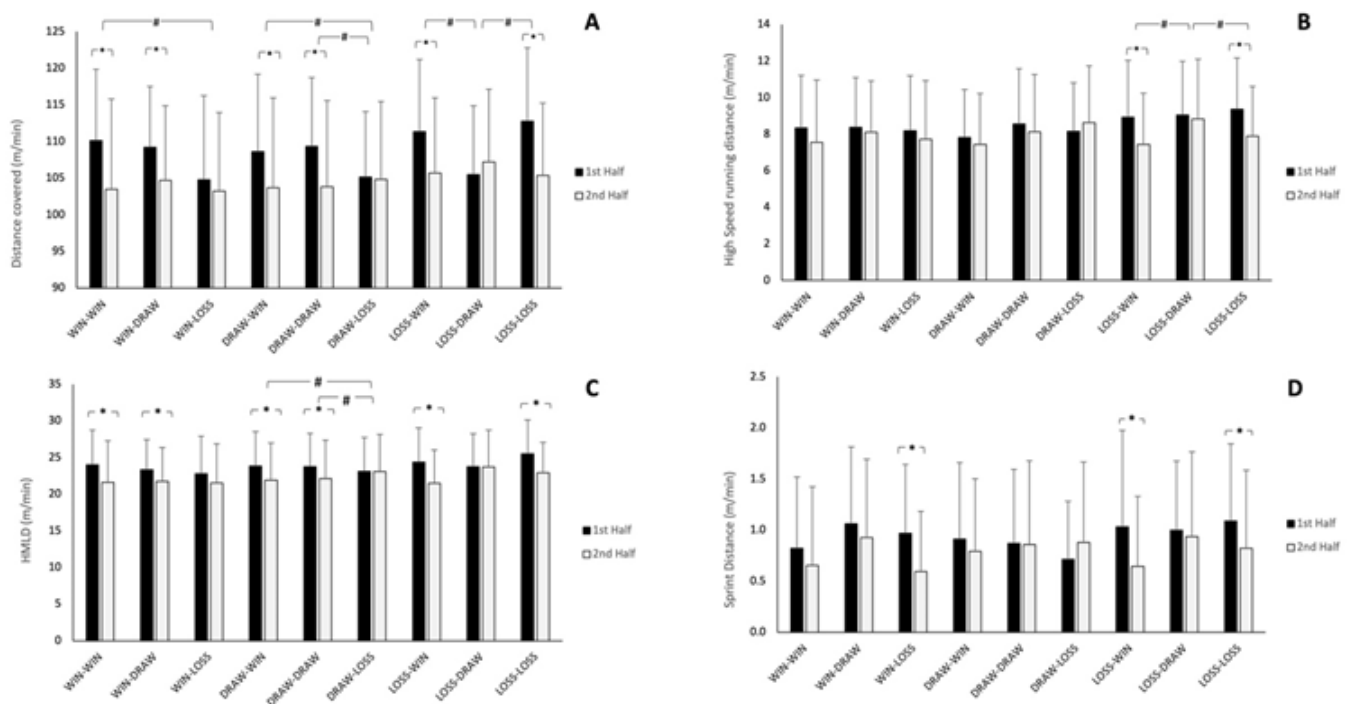 A
Distance covered (m/min)
125
120
115
110
105
100
95
90
# # # # #
* * * * * *
1st Half
2nd Half
WIN-WIN
WIN-DRAW
WIN-LOSS
DRAW-WIN
DRAW-DRAW
DRAW-LOSS
LOSS-WIN
LOSS-DRAW
LOSS-LOSS
B
High Speed running distance (m/min)
14
12
10
8
6
4
2
0
# #
* *
1st Half
2nd Half
WIN-WIN
WIN-DRAW
WIN-LOSS
DRAW-WIN
DRAW-DRAW
DRAW-LOSS
LOSS-WIN
LOSS-DRAW
LOSS-LOSS
C
HMLD (m/min)
35
30
25
20
15
10
5
0
# #
* * * * * *
1st Half
2nd Half
WIN-WIN
WIN-DRAW
WIN-LOSS
DRAW-WIN
DRAW-DRAW
DRAW-LOSS
LOSS-WIN
LOSS-DRAW
LOSS-LOSS
D
Sprint Distance (m/min)
2.5
2.0
1.5
1.0
0.5
0.0
* * *
1st Half
2nd Half
WIN-WIN
WIN-DRAW
WIN-LOSS
DRAW-WIN
DRAW-DRAW
DRAW-LOSS
LOSS-WIN
LOSS-DRAW
LOSS-LOSS